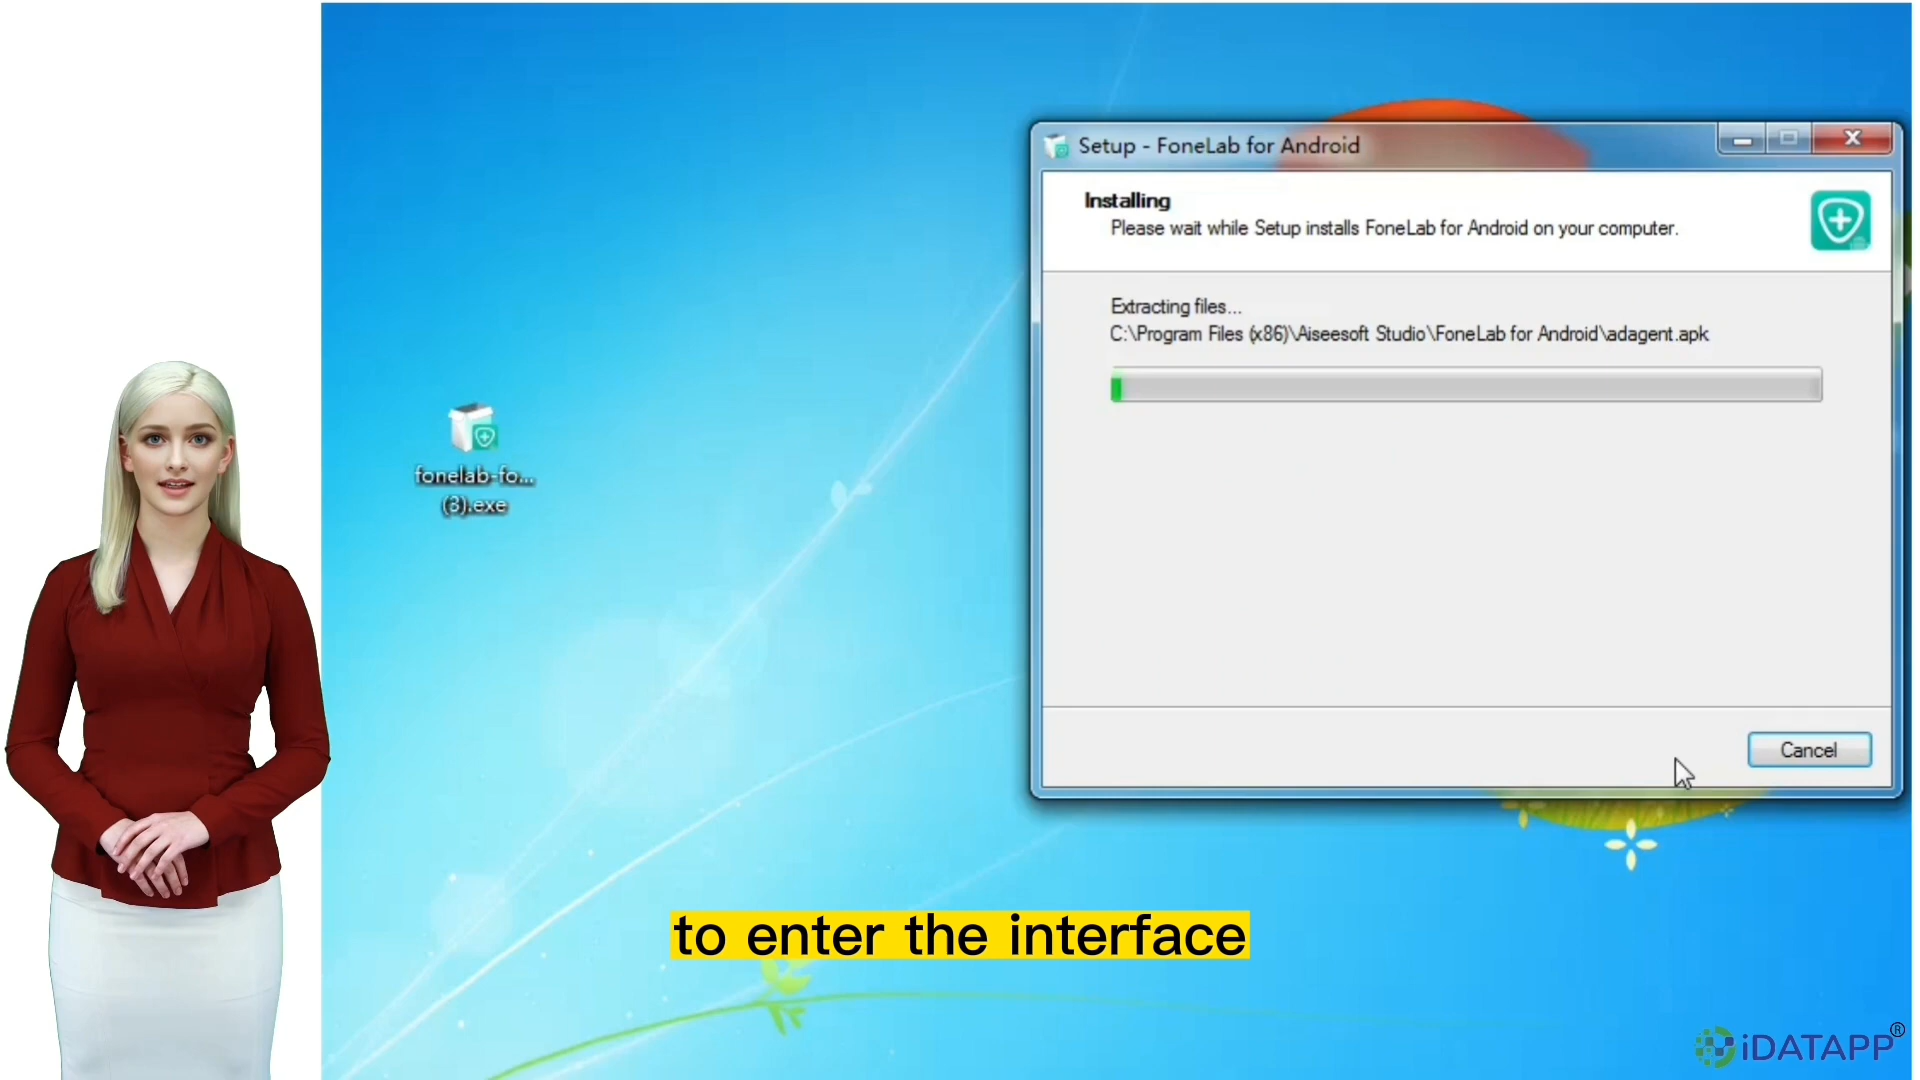 Setup - FoneLab for Android
Installing
Please wait while Setup installs FoneLab for Android on your computer.
Extracting files...
C:\Program Files (x86)\Aiseesoft Studio\FoneLab for Android\adagent.apk
fonelab-fo...
(3).exe
Cancel
to enter the interface
iDATAPP®